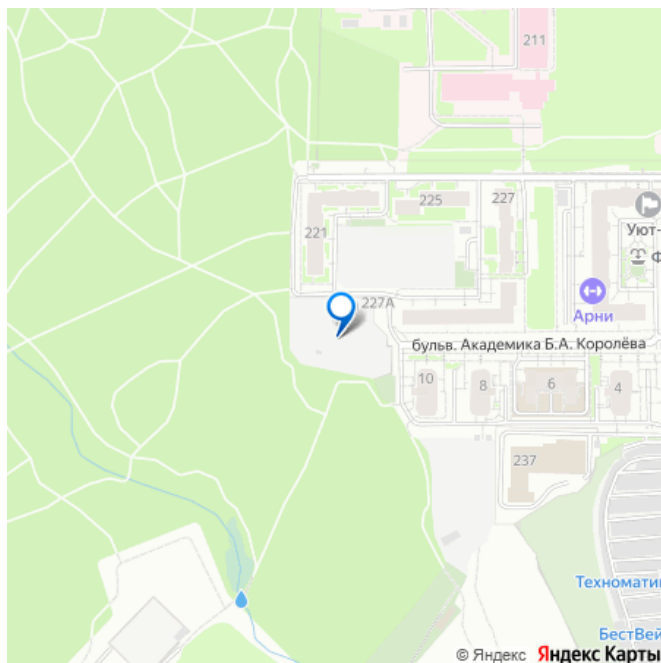 211
225
227
221
Уют-
Ф
227А
Арни
бульв. Академика Б.А. Королёва
10
8
6
4
237
Техномати
БестВей
© Яндекс Яндекс Карты